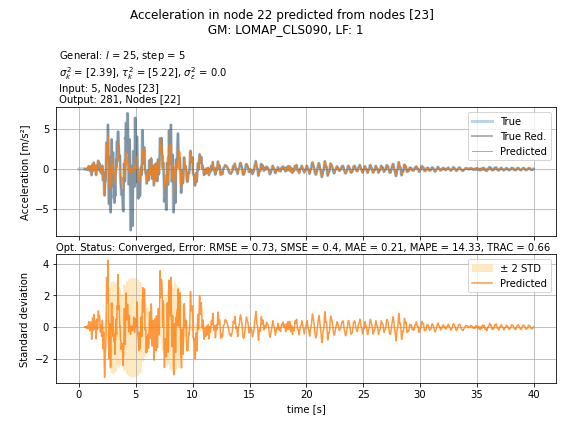 Acceleration in node 22 predicted from nodes [23]
GM: LOMAP_CLS090, LF: 1
General: l = 25, step = 5
σ²ₖ = [2.39], τ²ₖ = [5.22], σ²ε = 0.0
Input: 5, Nodes [23]
Output: 281, Nodes [22]
Acceleration [m/s²]
5
0
−5
True
True Red.
Predicted
Opt. Status: Converged, Error: RMSE = 0.73, SMSE = 0.4, MAE = 0.21, MAPE = 14.33, TRAC = 0.66
Standard deviation
4
2
0
−2
± 2 STD
Predicted
0 5 10 15 20 25 30 35 40
time [s]